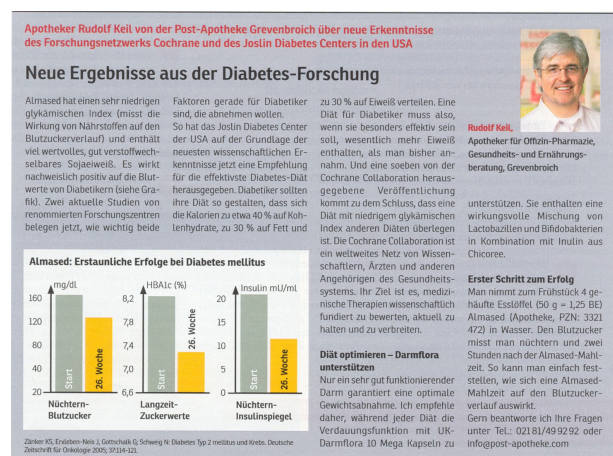 Apotheker Rudolf Keil von der Post-Apotheke Grevenbroich über neue Erkenntnisse
des Forschungsnetzwerks Cochrane und des Joslin Diabetes Centers in den USA
Neue Ergebnisse aus der Diabetes-Forschung
Almased hat einen sehr niedrigen
glykämischen Index (misst die
Wirkung von Nährstoffen auf den
Blutzuckerverlauf) und enthält
viel wertvolles, gut verstoffwech-
selbares Sojaeiweiß. Es wirkt
nachweislich positiv auf die Blut-
werte von Diabetikern (siehe Gra-
fik). Zwei aktuelle Studien von
renommierten Forschungszentren
belegen jetzt, wie wichtig beide
Faktoren gerade für Diabetiker
sind, die abnehmen wollen.
So hat das Joslin Diabetes Center
der USA auf der Grundlage der
neuesten wissenschaftlichen Er-
kenntnisse jetzt eine Empfehlung
für die effektivste Diabetes-Diät
herausgegeben. Diabetiker sollten
ihre Diät so gestalten, dass sich
die Kalorien zu etwa 40 % auf Koh-
lenhydrate, zu 30 % auf Fett und
zu 30 % auf Eiweiß verteilen. Eine
Diät für Diabetiker muss also,
wenn sie besonders effektiv sein
soll, wesentlich mehr Eiweiß
enthalten, als man bisher an-
nahm. Und eine soeben von der
Cochrane Collaboration heraus-
gegebene Veröffentlichung
kommt zu dem Schluss, dass eine
Diät mit niedrigem glykämischen
Index anderen Diäten überlegen
ist. Die Cochrane Collaboration ist
ein weltweites Netz von Wissen-
schaftlern, Ärzten und anderen
Angehörigen des Gesundheits-
systems. Ihr Ziel ist es, medizi-
nische Therapien wissenschaftlich
fundiert zu bewerten, aktuell zu
halten und zu verbreiten.
Diät optimieren – Darmflora
unterstützen
Nur ein sehr gut funktionierender
Darm garantiert eine optimale
Gewichtsabnahme. Ich empfehle
daher, während jeder Diät die
Verdauungsfunktion mit UK-
Darmflora 10 Mega Kapseln zu
Rudolf Keil,
Apotheker für Offizin-Pharmazie,
Gesundheits- und Ernährungs-
beratung, Grevenbroich
unterstützen. Sie enthalten eine
wirkungsvolle Mischung von
Lactobazillen und Bifidobakterien
in Kombination mit Inulin aus
Chicoree.
Erster Schritt zum Erfolg
Man nimmt zum Frühstück 4 ge-
häufte Esslöffel (50 g = 1,25 BE)
Almased (Apotheke, PZN: 3321
472) in Wasser. Den Blutzucker
misst man nüchtern und zwei
Stunden nach der Almased-Mahl-
zeit. So kann man einfach fest-
stellen, wie sich eine Almased-
Mahlzeit auf den Blutzucker-
verlauf auswirkt.
Gern beantworte ich Ihre Fragen
unter Tel.: 02181/499292 oder
info@post-apotheke.com
Almased: Erstaunliche Erfolge bei Diabetes mellitus
mg/dl
160
120
80
40
20
Start
26. Woche
Nüchtern-
Blutzucker
HBA1c (%)
8,2
7,8
7,4
7,0
6,6
Start
26. Woche
Langzeit-
Zuckerwerte
Insulin mU/ml
20
15
10
5
0
Start
26. Woche
Nüchtern-
Insulinspiegel
Zänker KS, Erxleben-Neis J, Gottschalk G; Schweig N: Diabetes Typ 2 mellitus und Krebs. Deutsche
Zeitschrift für Onkologie 2005; 37:114-121.